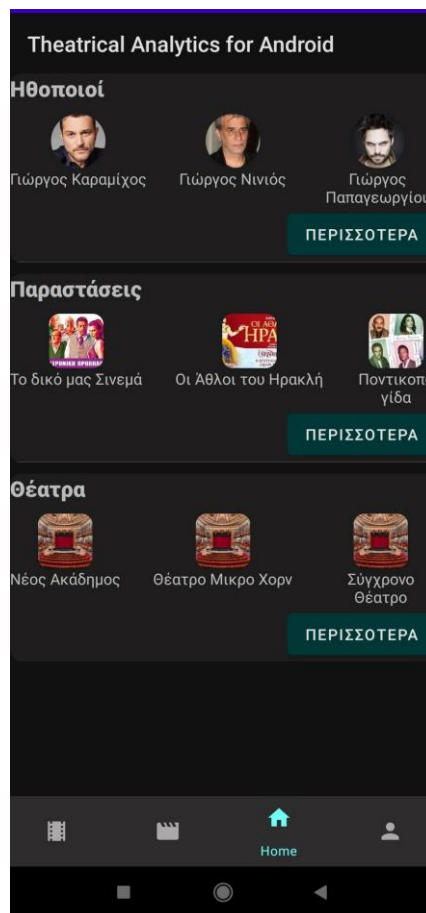 Theatrical Analytics for Android
Ηθοποιοί
Γιώργος Καραμίχος
Γιώργος Νινιός
Γιώργος
Παπαγεωργίου
ΠΕΡΙΣΣΟΤΕΡΑ
Παραστάσεις
Το δικό μας Σινεμά
Οι Άθλοι του Ηρακλή
Ποντικοπ
γίδα
ΠΕΡΙΣΣΟΤΕΡΑ
Θέατρα
Νέος Ακάδημος
Θέατρο Μικρο Χορν
Σύγχρονο
Θέατρο
ΠΕΡΙΣΣΟΤΕΡΑ
Home